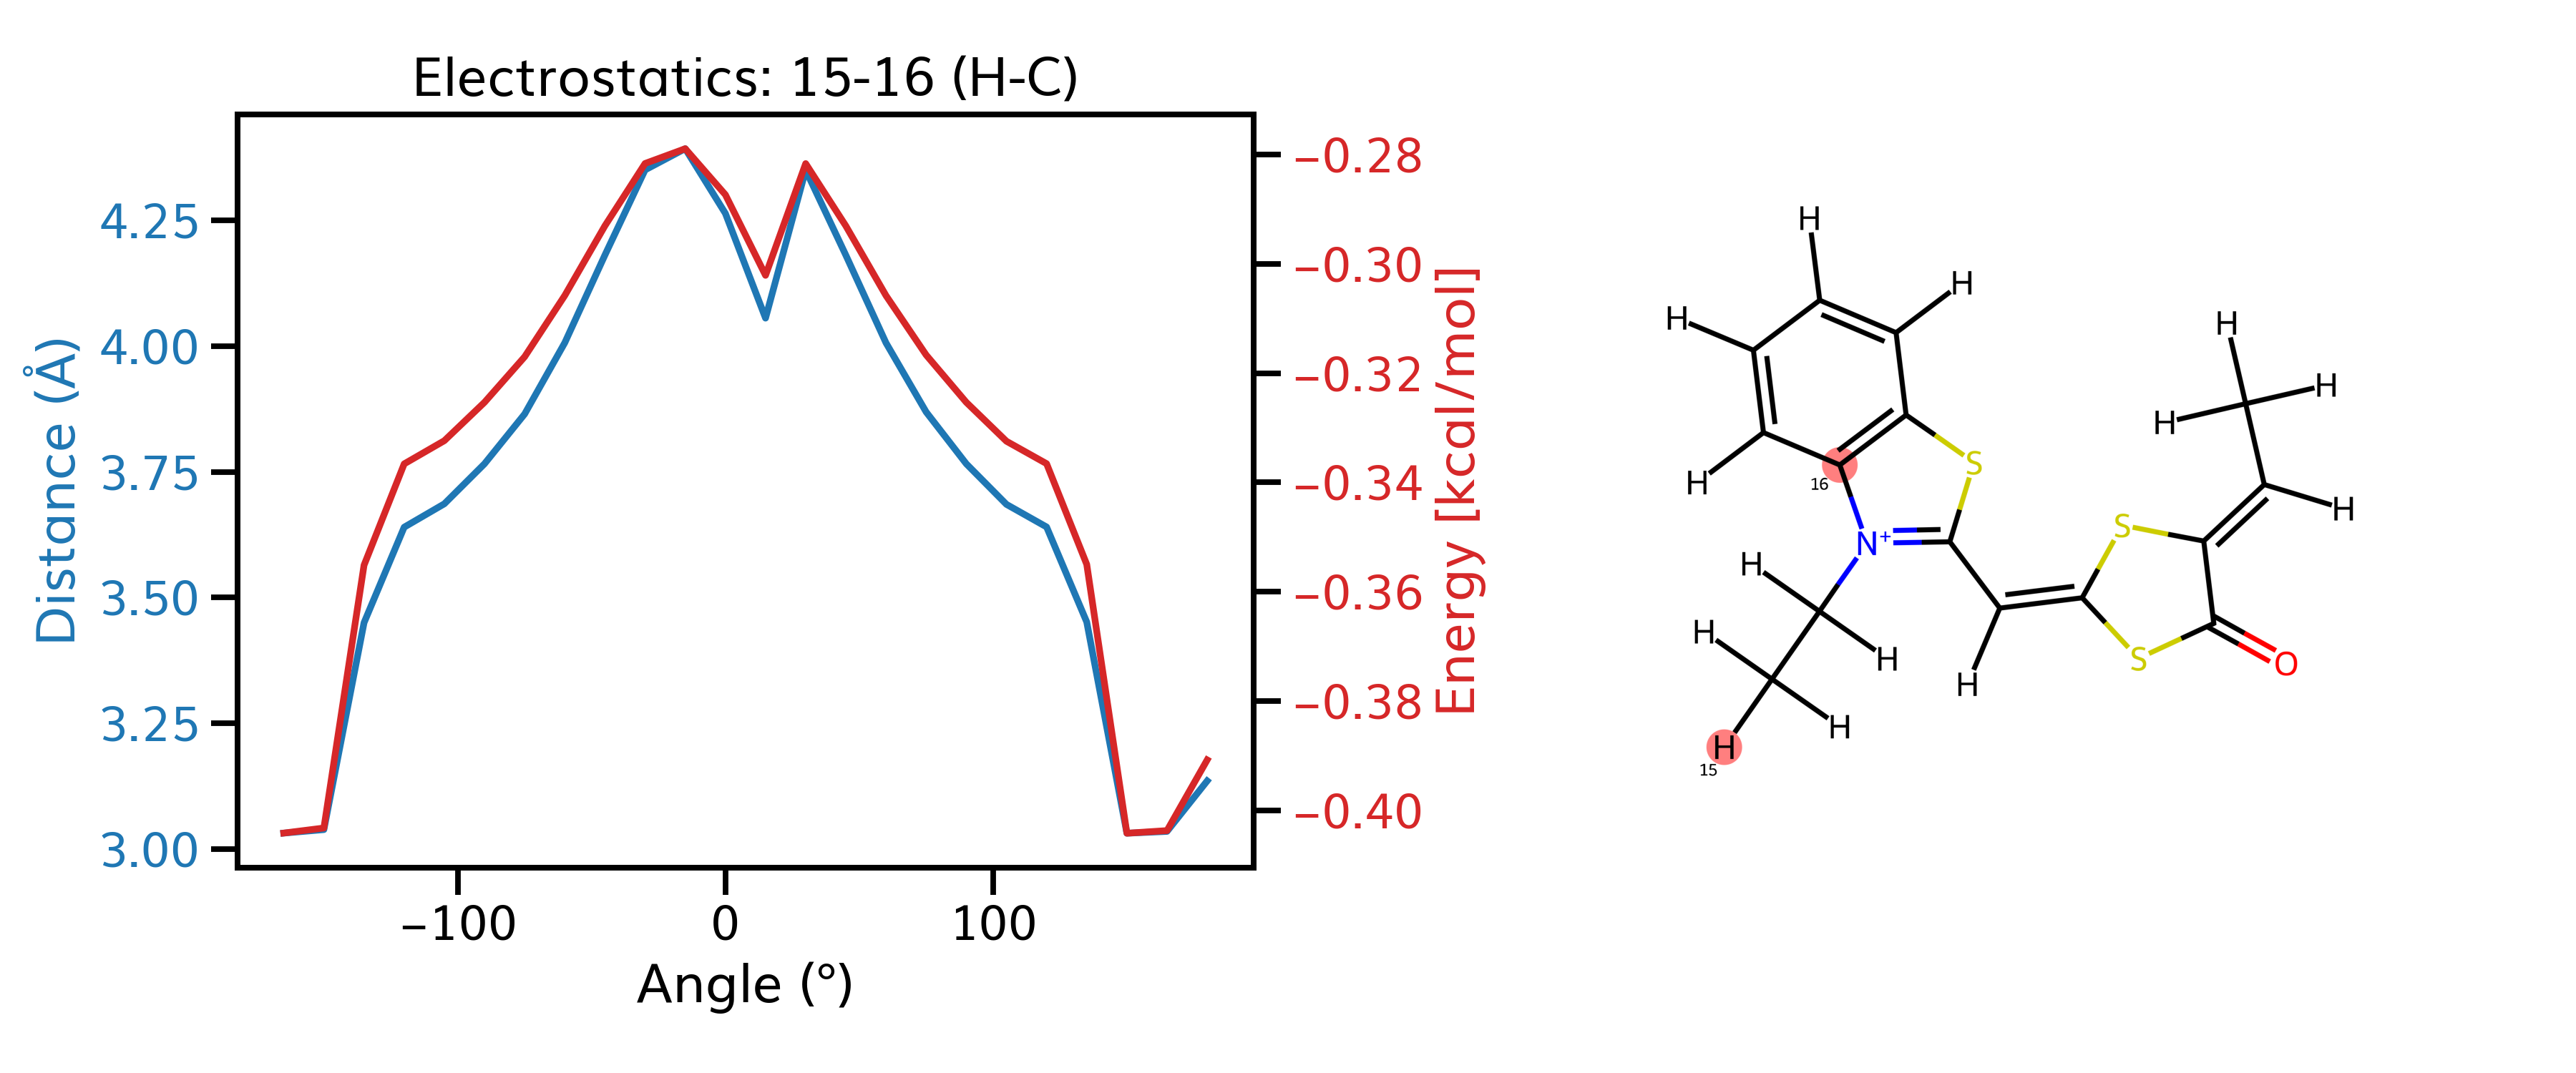 Electrostatics: 15-16 (H-C)
Distance (Å)
4.25
4.00
3.75
3.50
3.25
3.00
−100
0
100
Angle (°)
−0.28
−0.30
−0.32
−0.34
−0.36
−0.38
−0.40
Energy [kcal/mol]
H
H
H
H
H
H
H
S
16
H
H
S
N+
H
H
H
S
O
H
H
H
15